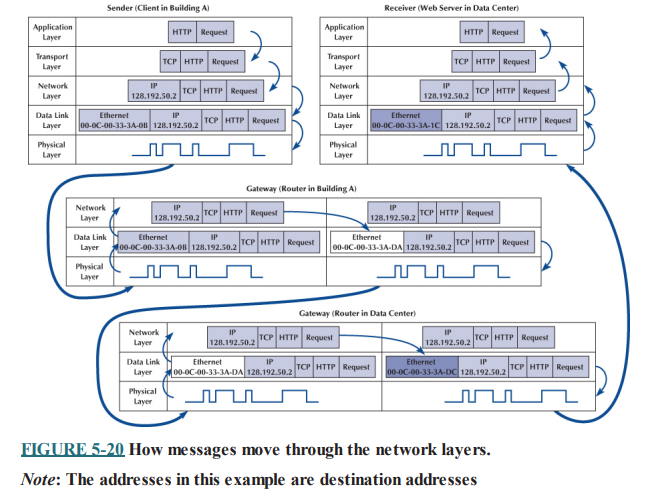 Sender (Client in Building A)
Application Layer
HTTP Request
Transport Layer
TCP HTTP Request
Network Layer
IP 128.192.50.2 TCP HTTP Request
Data Link Layer
Ethernet 00-0C-00-33-3A-0B IP 128.192.50.2 TCP HTTP Request
Physical Layer
Receiver (Web Server in Data Center)
Application Layer
HTTP Request
Transport Layer
TCP HTTP Request
Network Layer
IP 128.192.50.2 TCP HTTP Request
Data Link Layer
Ethernet 00-0C-00-33-3A-1C IP 128.192.50.2 TCP HTTP Request
Physical Layer
Gateway (Router in Building A)
Network Layer
IP 128.192.50.2 TCP HTTP Request
IP 128.192.50.2 TCP HTTP Request
Data Link Layer
Ethernet 00-0C-00-33-3A-0B IP 128.192.50.2 TCP HTTP Request
Ethernet 00-0C-00-33-3A-DA IP 128.192.50.2 TCP HTTP Request
Physical Layer
Gateway (Router in Data Center)
Network Layer
IP 128.192.50.2 TCP HTTP Request
IP 128.192.50.2 TCP HTTP Request
Data Link Layer
Ethernet 00-0C-00-33-3A-DA IP 128.192.50.2 TCP HTTP Request
Ethernet 00-0C-00-33-3A-DC IP 128.192.50.2 TCP HTTP Request
Physical Layer
FIGURE 5-20 How messages move through the network layers.
Note: The addresses in this example are destination addresses